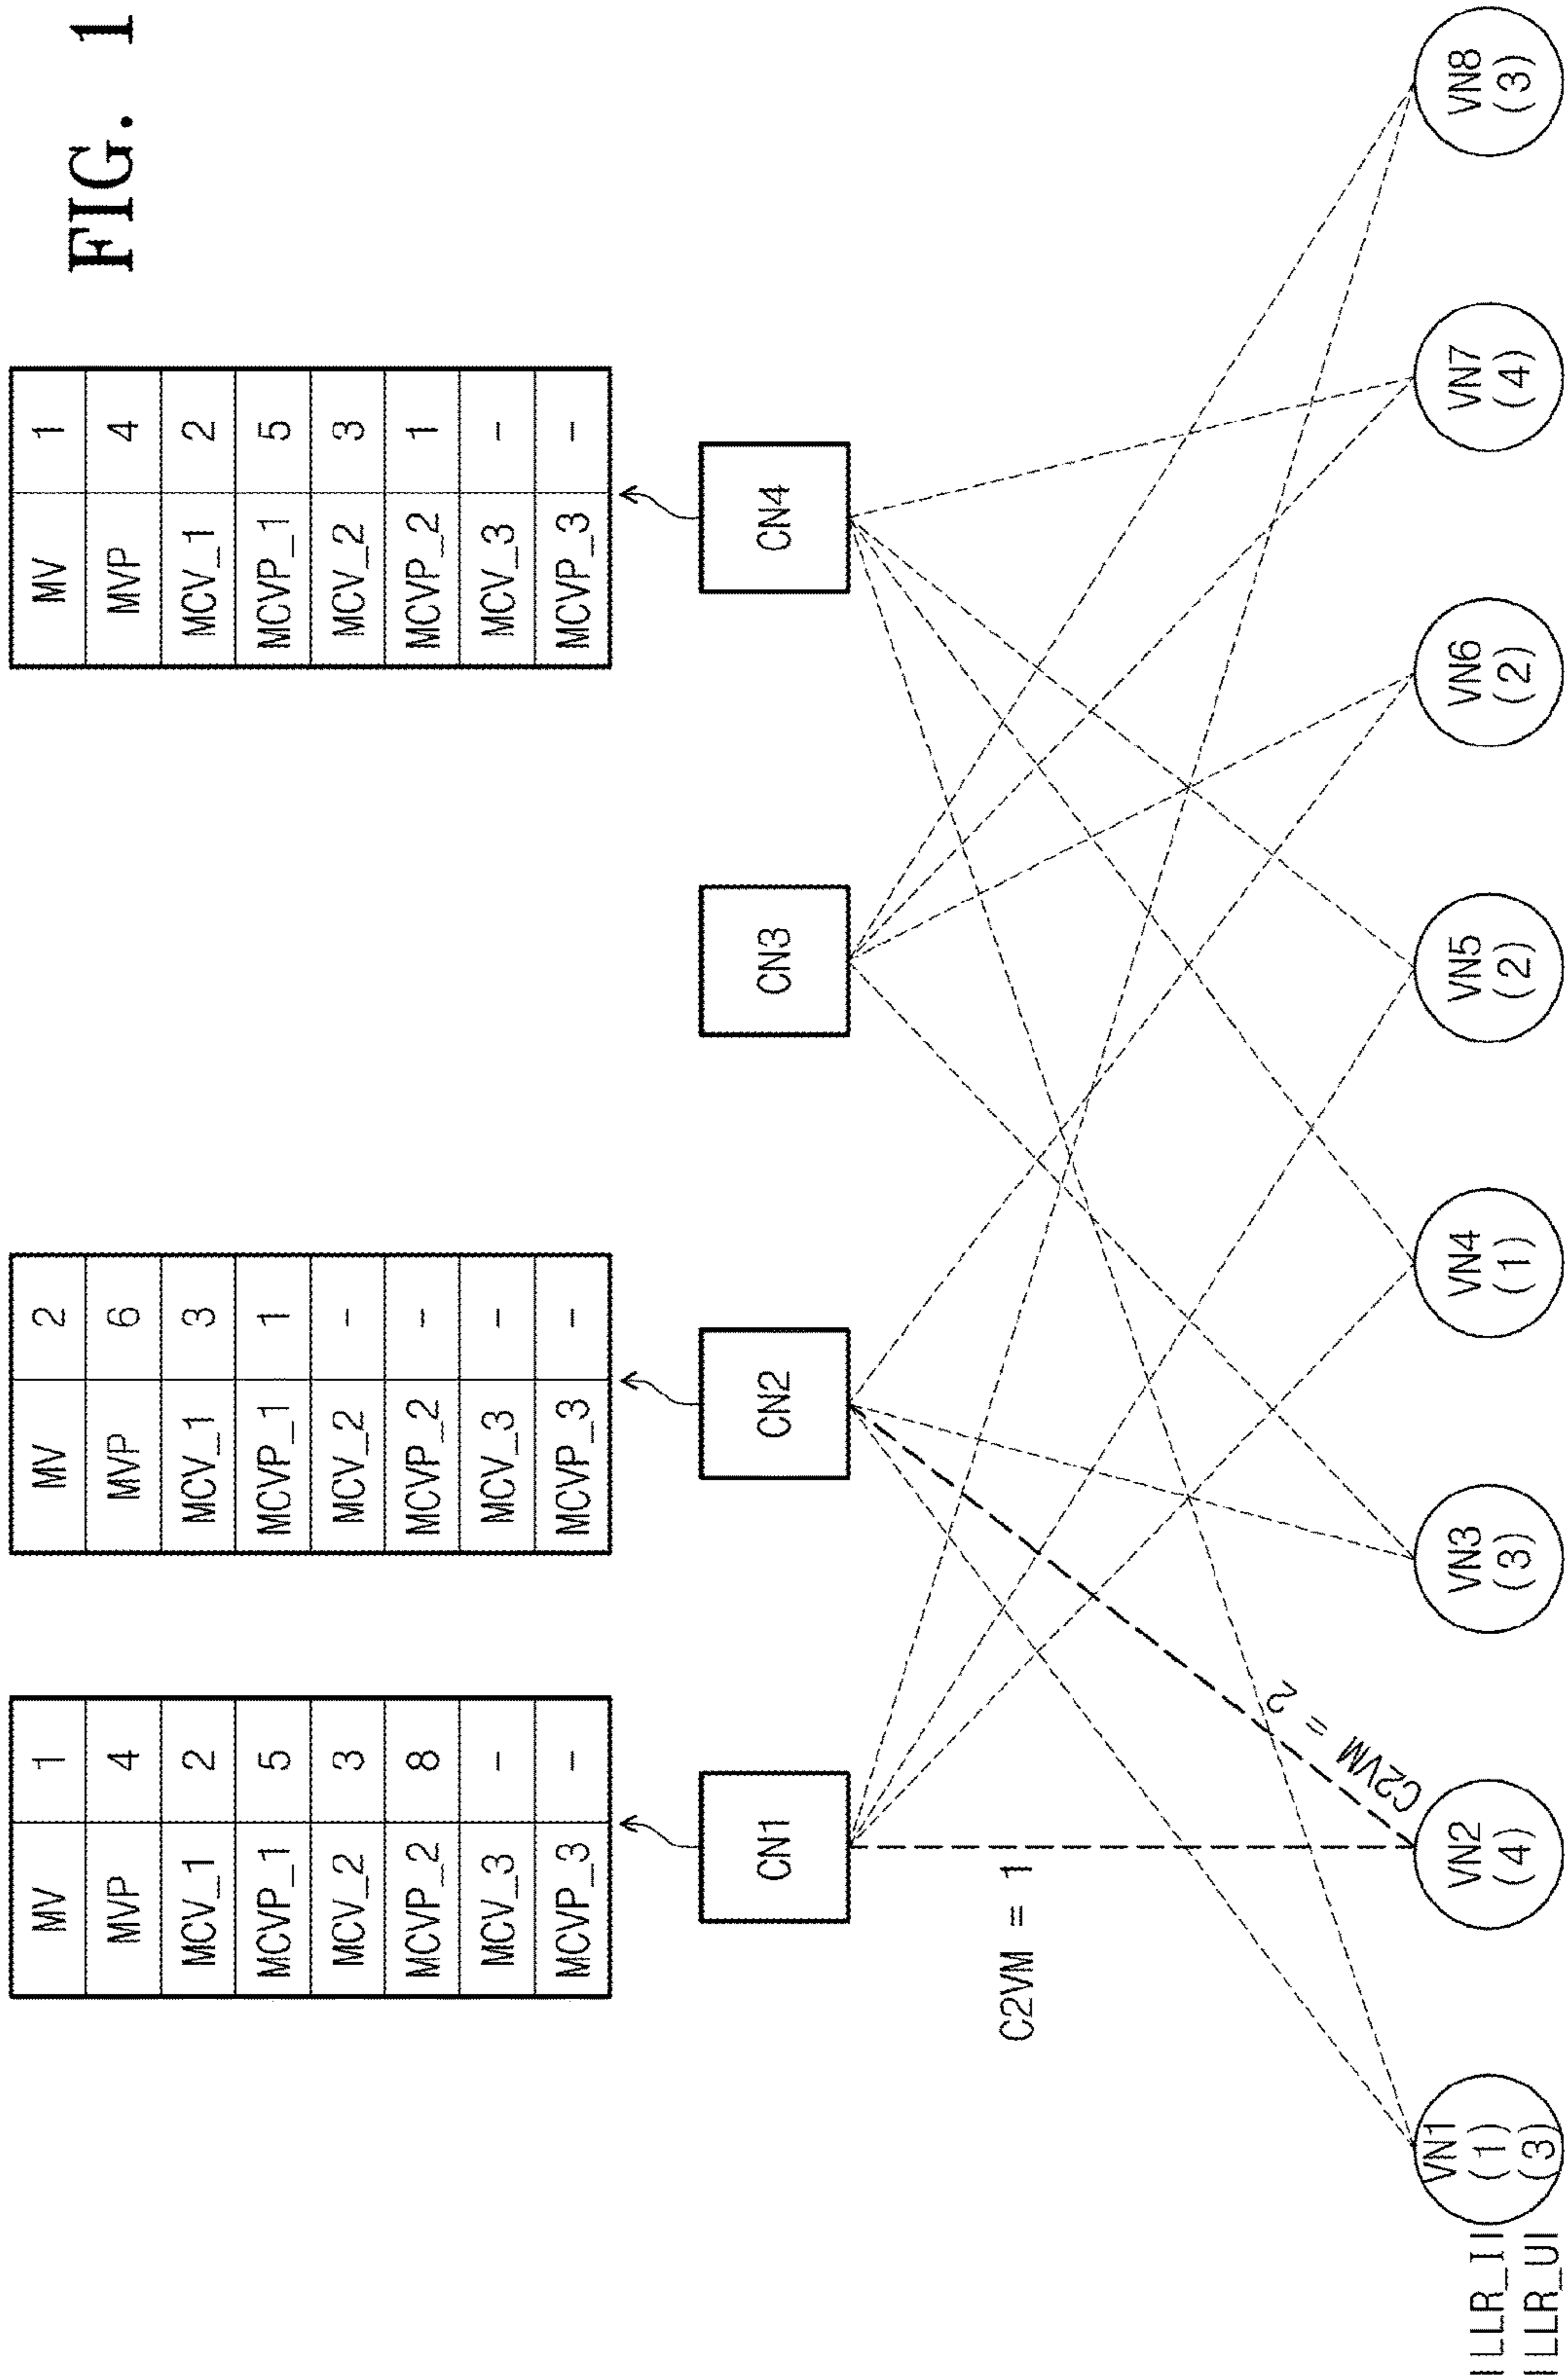 FIG. 1
MV 1
MVP 4
MCV_1 2
MCVP_1 5
MCV_2 3
MCVP_2 8
MCV_3 -
MCVP_3 -
MV 2
MVP 6
MCV_1 3
MCVP_1 1
MCV_2 -
MCVP_2 -
MCV_3 -
MCVP_3 -
MV 1
MVP 4
MCV_1 2
MCVP_1 5
MCV_2 3
MCVP_2 1
MCV_3 -
MCVP_3 -
CN1
CN2
CN3
CN4
C2VM = 1
C2VM = 2
|LLR_I|
|LLR_U|
VN1
(1)
(3)
VN2
(4)
VN3
(3)
VN4
(1)
VN5
(2)
VN6
(2)
VN7
(4)
VN8
(3)